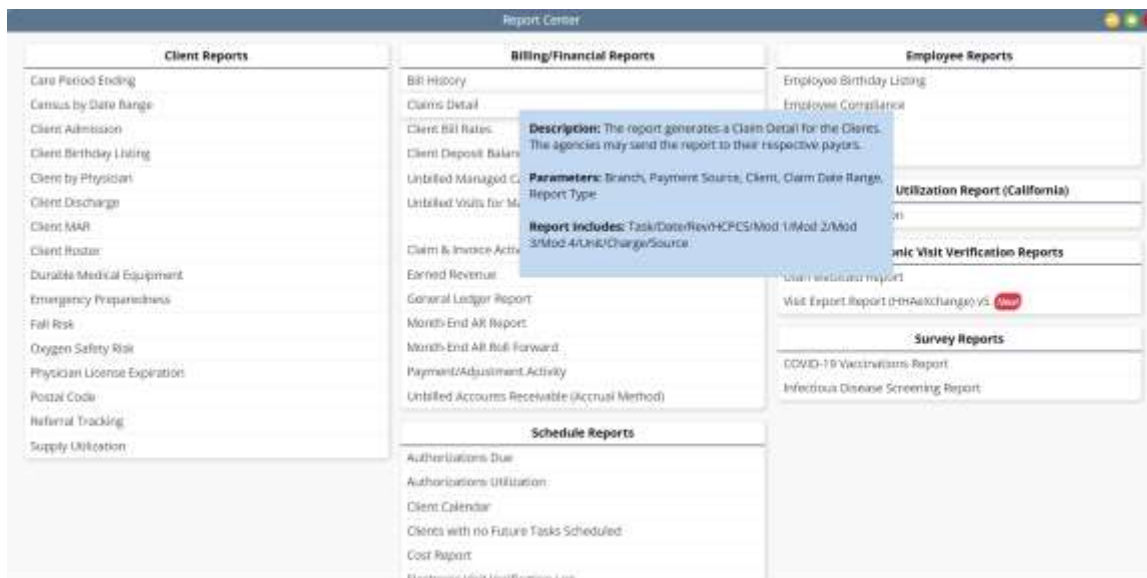 Report Center
Client Reports
Care Period Ending
Census by Date Range
Client Admission
Client Birthday Listing
Client by Physician
Client Discharge
Client MAR
Client Roster
Durable Medical Equipment
Emergency Preparedness
Fall Risk
Oxygen Safety Risk
Physician License Expiration
Postal Code
Referral Tracking
Supply Utilization
Billing/Financial Reports
Bill History
Claims Detail
Client Bill Rates
Client Deposit
Unbilled Managed
Unbilled Visits for
Claim & Invoice
Earned Revenue
General Ledger Report
Month-End AR Report
Month-End AR Roll Forward
Payment/Adjustment Activity
Unbilled Accounts Receivable (Accrual Method)
Description: The report generates a Claim Detail for the Clients.
The agencies may send the report to their respective payors.
Parameters: Branch, Payment Source, Client, Claim Date Range,
Report Type
Report Includes: Task/Date/Rev/HCPCS/Mod 1/Mod 2/Mod
3/Mod 4/Unit/Charge/Source
Schedule Reports
Authorizations Due
Authorizations Utilization
Client Calendar
Clients with no Future Tasks Scheduled
Cost Report
Employee Reports
Employee Birthday Listing
Employee Compliance
Utilization Report (California)
Visit Verification Reports
Report
Visit Export Report (HHAeXchange) V5 New!
Survey Reports
COVID-19 Vaccinations Report
Infectious Disease Screening Report